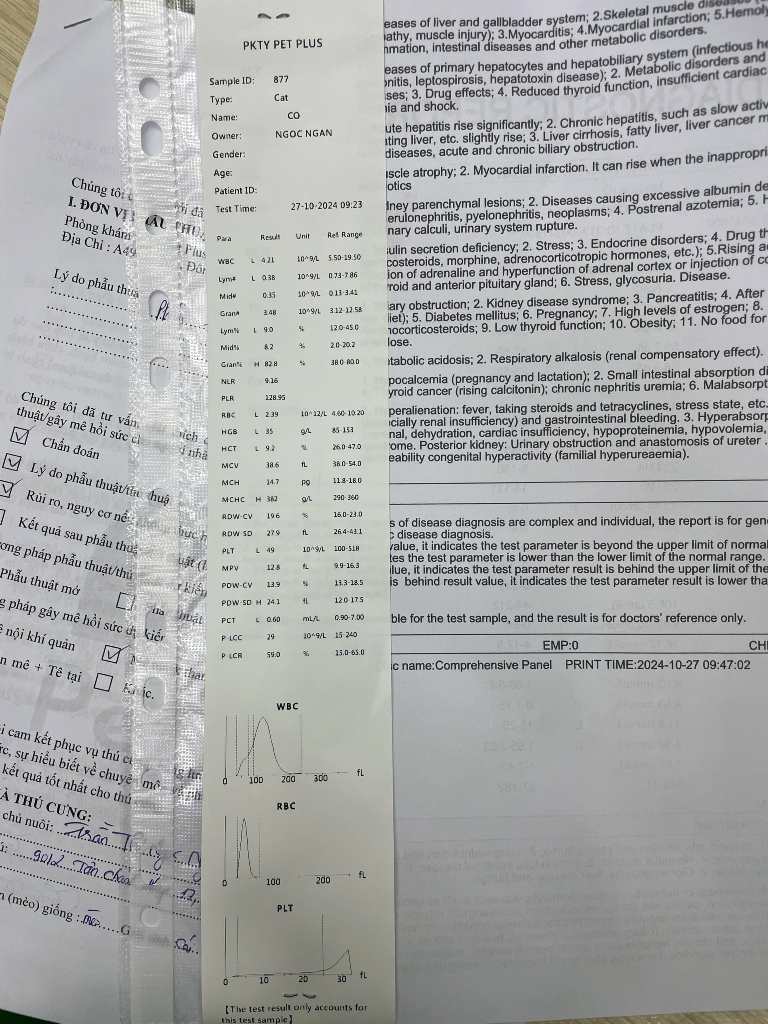 PKTY PET PLUS
Sample ID: 877
Type: Cat
Name: CO
Owner: NGOC NGAN
Gender:
Age:
Patient ID:
Test Time: 27-10-2024 09:23
Para Result Unit Ref. Range
WBC L 4.21 10^9/L 5.50-19.50
Lym# L 0.38 10^9/L 0.73-7.86
Mid# 0.35 10^9/L 0.13-3.41
Gran# 3.48 10^9/L 3.12-12.58
Lym% L 9.0 % 12.0-45.0
Mid% 8.2 % 2.0-20.2
Gran% H 82.8 % 38.0-80.0
NLR 9.16
PLR 128.95
RBC L 2.39 10^12/L 4.60-10.20
HGB L 35 g/L 85-153
HCT L 9.2 % 26.0-47.0
MCV 38.6 fL 38.0-54.0
MCH 14.7 pg 11.8-18.0
MCHC H 382 g/L 290-360
RDW-CV 19.6 % 16.0-23.0
RDW-SD 27.9 fL 26.4-43.1
PLT L 49 10^9/L 100-518
MPV 12.8 fL 9.9-16.3
PDW-CV 13.9 % 13.3-18.5
PDW-SD H 24.1 fL 12.0-17.5
PCT L 0.60 mL/L 0.90-7.00
P-LCC 29 10^9/L 15-240
P-LCR 59.0 % 15.0-65.0
WBC
0 100 200 300 fL
RBC
0 100 200 fL
PLT
0 10 20 30 fL
【The test result only accounts for
this test sample】
eases of liver and gallbladder system; 2.Skeletal muscle
athy, muscle injury); 3.Myocarditis; 4.Myocardial infarction; 5.Hemoly
mation, intestinal diseases and other metabolic disorders.
eases of primary hepatocytes and hepatobiliary system (infectious he
onitis, leptospirosis, hepatotoxin disease); 2. Metabolic disorders and
ses; 3. Drug effects; 4. Reduced thyroid function, insufficient cardiac
ia and shock.
ute hepatitis rise significantly; 2. Chronic hepatitis, such as slow activ
ting liver, etc. slightly rise; 3. Liver cirrhosis, fatty liver, liver cancer m
diseases, acute and chronic biliary obstruction.
scle atrophy; 2. Myocardial infarction. It can rise when the inappropri
otics
ney parenchymal lesions; 2. Diseases causing excessive albumin de
erulonephritis, pyelonephritis, neoplasms; 4. Postrenal azotemia; 5. H
nary calculi, urinary system rupture.
ulin secretion deficiency; 2. Stress; 3. Endocrine disorders; 4. Drug th
costeroids, morphine, adrenocorticotropic hormones, etc.); 5.Rising a
ion of adrenaline and hyperfunction of adrenal cortex or injection of co
roid and anterior pituitary gland; 6. Stress, glycosuria. Disease.
iary obstruction; 2. Kidney disease syndrome; 3. Pancreatitis; 4. After
iet); 5. Diabetes mellitus; 6. Pregnancy; 7. High levels of estrogen; 8.
nocorticosteroids; 9. Low thyroid function; 10. Obesity; 11. No food for
lose.
etabolic acidosis; 2. Respiratory alkalosis (renal compensatory effect).
pocalcemia (pregnancy and lactation); 2. Small intestinal absorption di
yroid cancer (rising calcitonin); chronic nephritis uremia; 6. Malabsorpt
peralienation: fever, taking steroids and tetracyclines, stress state, etc.
cially renal insufficiency) and gastrointestinal bleeding. 3. Hyperabsorp
nal, dehydration, cardiac insufficiency, hypoproteinemia, hypovolemia,
ome. Posterior kidney: Urinary obstruction and anastomosis of ureter .
eability congenital hyperactivity (familial hyperureaemia).
s of disease diagnosis are complex and individual, the report is for gen
c disease diagnosis.
value, it indicates the test parameter is beyond the upper limit of normal
tes the test parameter is lower than the lower limit of the normal range.
lue, it indicates the test parameter result is behind the upper limit of the
is behind result value, it indicates the test parameter result is lower tha
ble for the test sample, and the result is for doctors' reference only.
EMP:0 CH
c name:Comprehensive Panel PRINT TIME:2024-10-27 09:47:02
Chúng tôi
I. ĐƠN VỊ
Phòng khám
Địa Chỉ : A49
Lý do phẫu thuậ
Chúng tôi đã tư vấn
thuật/gây mê hồi sức
Chẩn đoán
Lý do phẫu thuật/
Rủi ro, nguy cơ
Kết quả sau phẫu
ơng pháp phẫu thuật/thủ
Phẫu thuật mở
g pháp gây mê hồi sức
nội khí quản
n mê + Tê tại
i cam kết phục vụ thú
ức, sự hiểu biết về chuyê
kết quả tốt nhất cho thú
À THÚ CƯNG:
chủ nuôi: Trần
n (mèo) giống : mèo